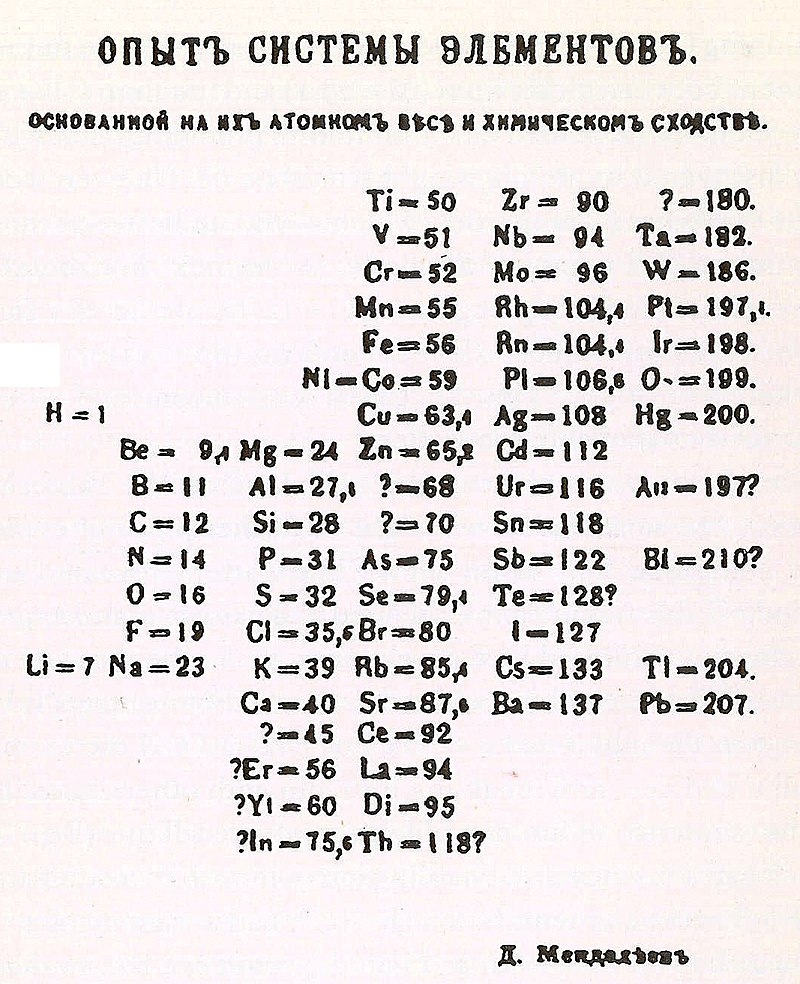 ОПЫТЪ СИСТЕМЫ ЭЛЕМЕНТОВЪ.
ОСНОВАННОЙ НА ИХЪ АТОМНОМЪ ВѢСѢ И ХИМИЧЕСКОМЪ СХОДСТВѢ.
Ti = 50 Zr = 90 ? = 180.
V = 51 Nb = 94 Ta = 182.
Cr = 52 Mo = 96 W = 186.
Mn = 55 Rh = 104,4 Pt = 197,1.
Fe = 56 Rn = 104,4 Ir = 198.
Ni = Co = 59 Pl = 106,6 O- = 199.
H = 1 Cu = 63,4 Ag = 108 Hg = 200.
Be = 9,4 Mg = 24 Zn = 65,2 Cd = 112
B = 11 Al = 27,4 ? = 68 Ur = 116 Au = 197?
C = 12 Si = 28 ? = 70 Sn = 118
N = 14 P = 31 As = 75 Sb = 122 Bi = 210?
O = 16 S = 32 Se = 79,4 Te = 128?
F = 19 Cl = 35,5 Br = 80 I = 127
Li = 7 Na = 23 K = 39 Rb = 85,4 Cs = 133 Tl = 204.
Ca = 40 Sr = 87,6 Ba = 137 Pb = 207.
? = 45 Ce = 92
?Er = 56 La = 94
?Yt = 60 Di = 95
?In = 75,6 Th = 118?
Д. Менделѣевъ